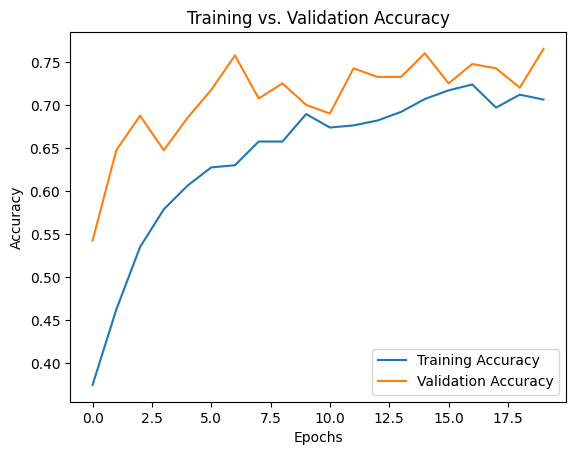 Training vs. Validation Accuracy
0.75
0.70
0.65
0.60
0.55
0.50
0.45
0.40
Accuracy
Training Accuracy
Validation Accuracy
0.0 2.5 5.0 7.5 10.0 12.5 15.0 17.5
Epochs